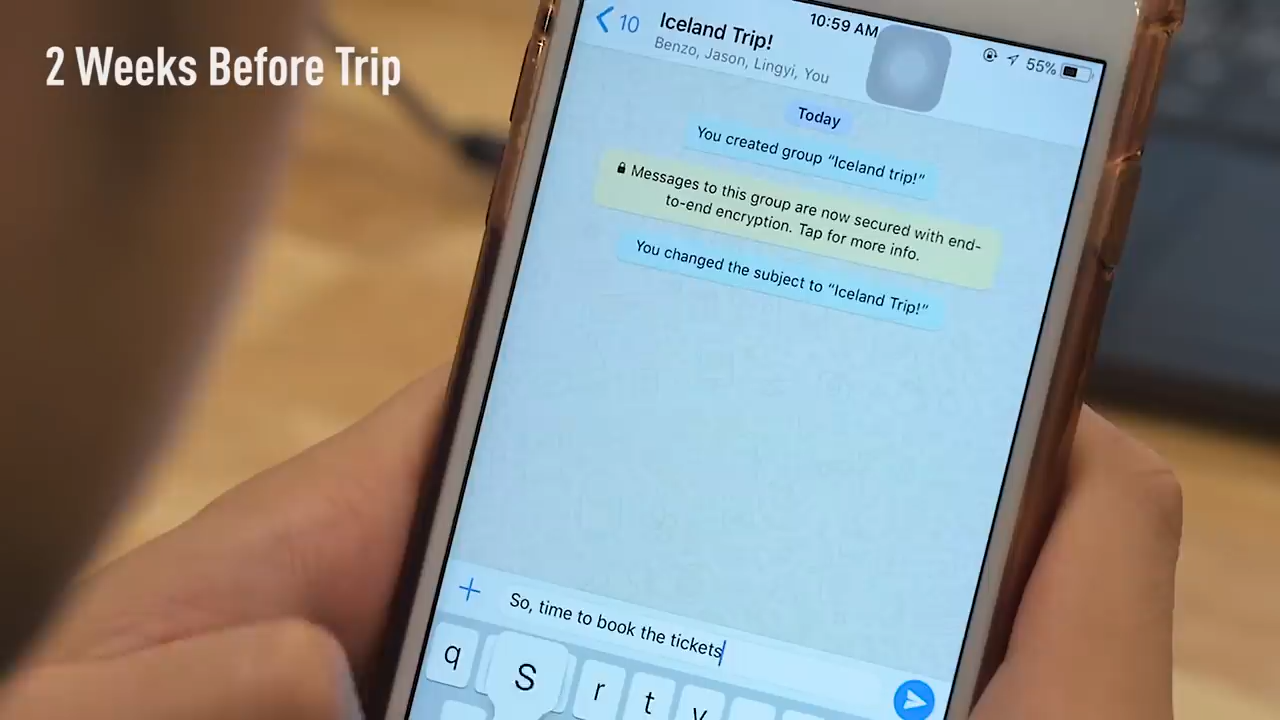 2 Weeks Before Trip
10:59 AM
55%
10
Iceland Trip!
Benzo, Jason, Lingyi, You
Today
You created group “Iceland trip!”
Messages to this group are now secured with end-
to-end encryption. Tap for more info.
You changed the subject to “Iceland Trip!”
So, time to book the tickets
q S r t y